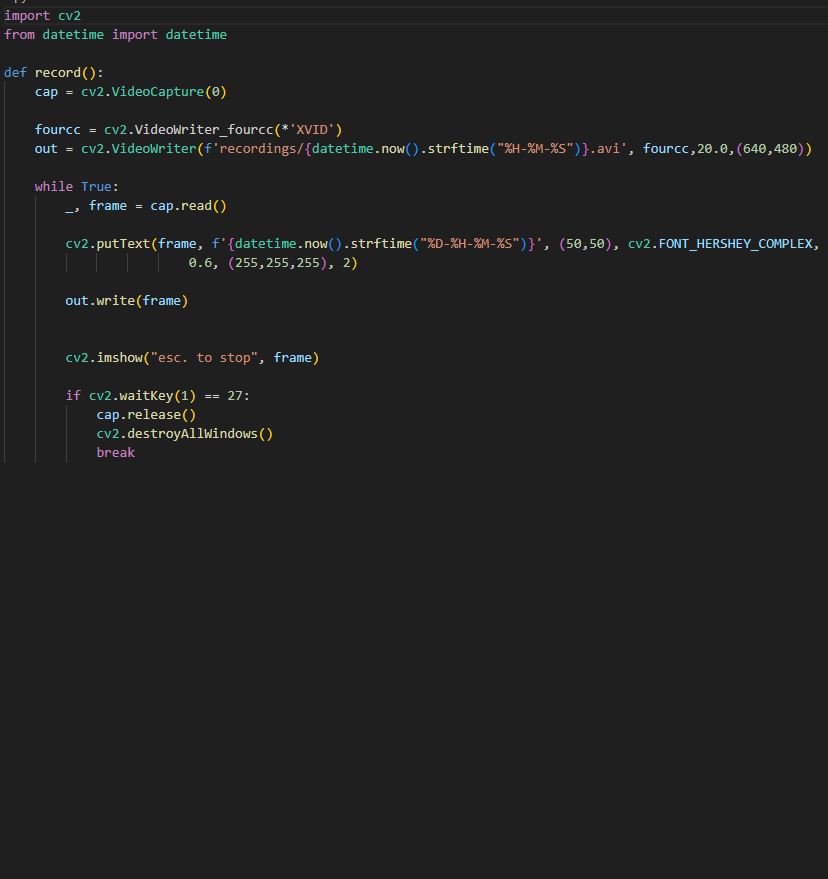 import cv2
from datetime import datetime
def record():
cap = cv2.VideoCapture(0)
fourcc = cv2.VideoWriter_fourcc(*'XVID')
out = cv2.VideoWriter(f'recordings/{datetime.now().strftime("%H-%M-%S")}.avi', fourcc,20.0,(640,480))
while True:
_, frame = cap.read()
cv2.putText(frame, f'{datetime.now().strftime("%D-%H-%M-%S")}', (50,50), cv2.FONT_HERSHEY_COMPLEX,
0.6, (255,255,255), 2)
out.write(frame)
cv2.imshow("esc. to stop", frame)
if cv2.waitKey(1) == 27:
cap.release()
cv2.destroyAllWindows()
break